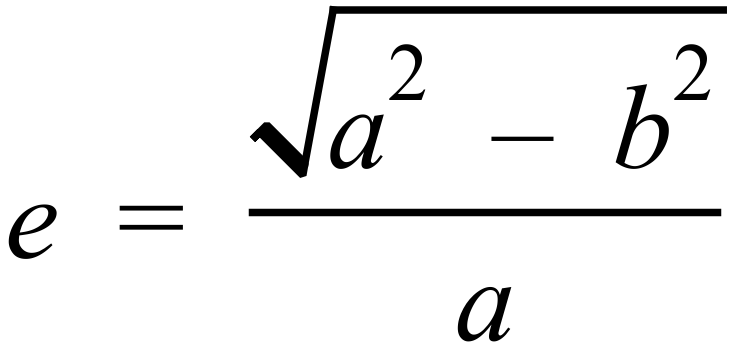 e = √(a² − b²) / a